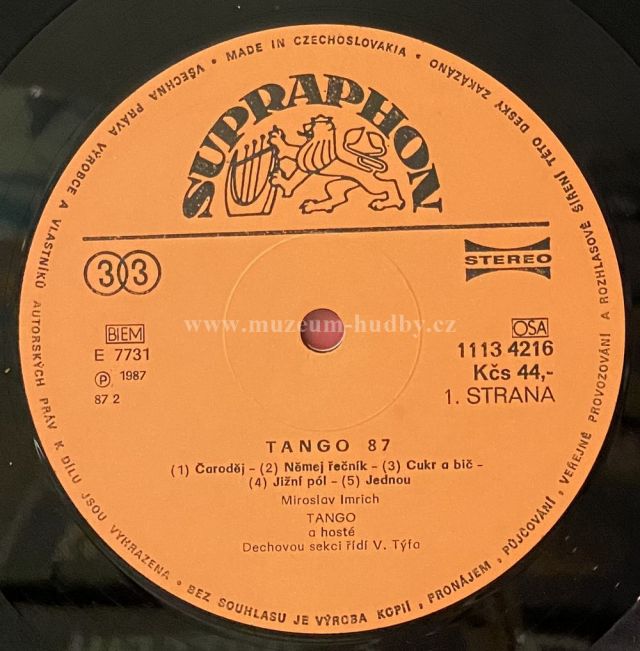 VŠECHNA PRÁVA VÝROBCE A VLASTNÍKŮ AUTORSKÝCH PRÁV K DÍLU JSOU VYHRAZENA • BEZ SOUHLASU JE VÝROBA KOPIÍ, PRONÁJEM, PŮJČOVÁNÍ, VEŘEJNÉ PROVOZOVÁNÍ A ROZHLASOVÉ ŠÍŘENÍ TÉTO DESKY ZAKÁZÁNO • MADE IN CZECHOSLOVAKIA •
SUPRAPHON
33
STEREO
www.muzeum-hudby.cz
BIEM
E 7731
Ⓟ 1987
87 2
OSA
1113 4216
Kčs 44,-
1. STRANA
TANGO 87
(1) Čaroděj – (2) Němej řečník – (3) Cukr a bič –
(4) Jižní pól – (5) Jednou
Miroslav Imrich
TANGO
a hosté
Dechovou sekci řídí V. Týfa